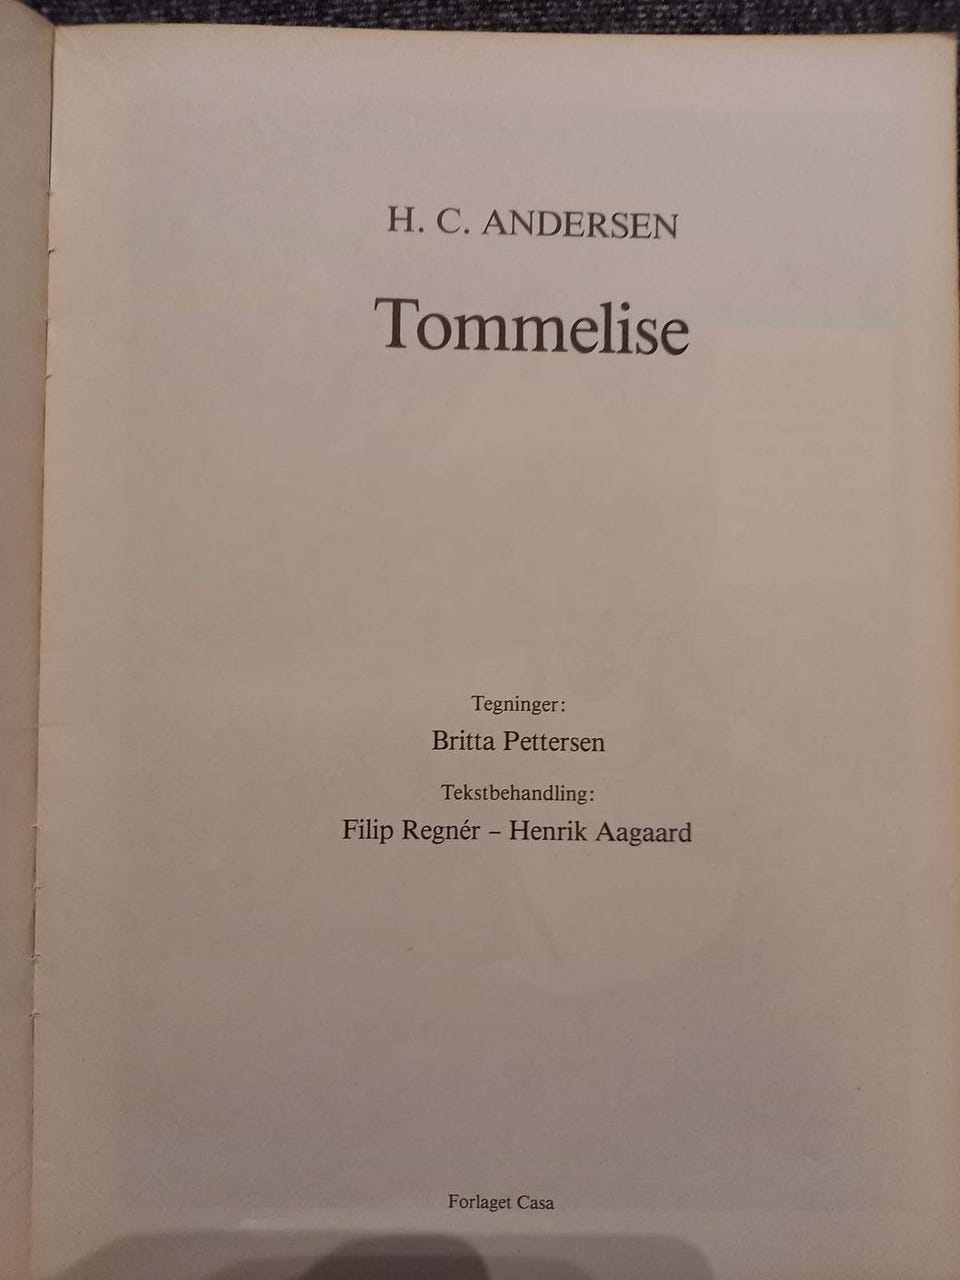 H. C. ANDERSEN
Tommelise
Tegninger:
Britta Pettersen
Tekstbehandling:
Filip Regnér – Henrik Aagaard
Forlaget Casa